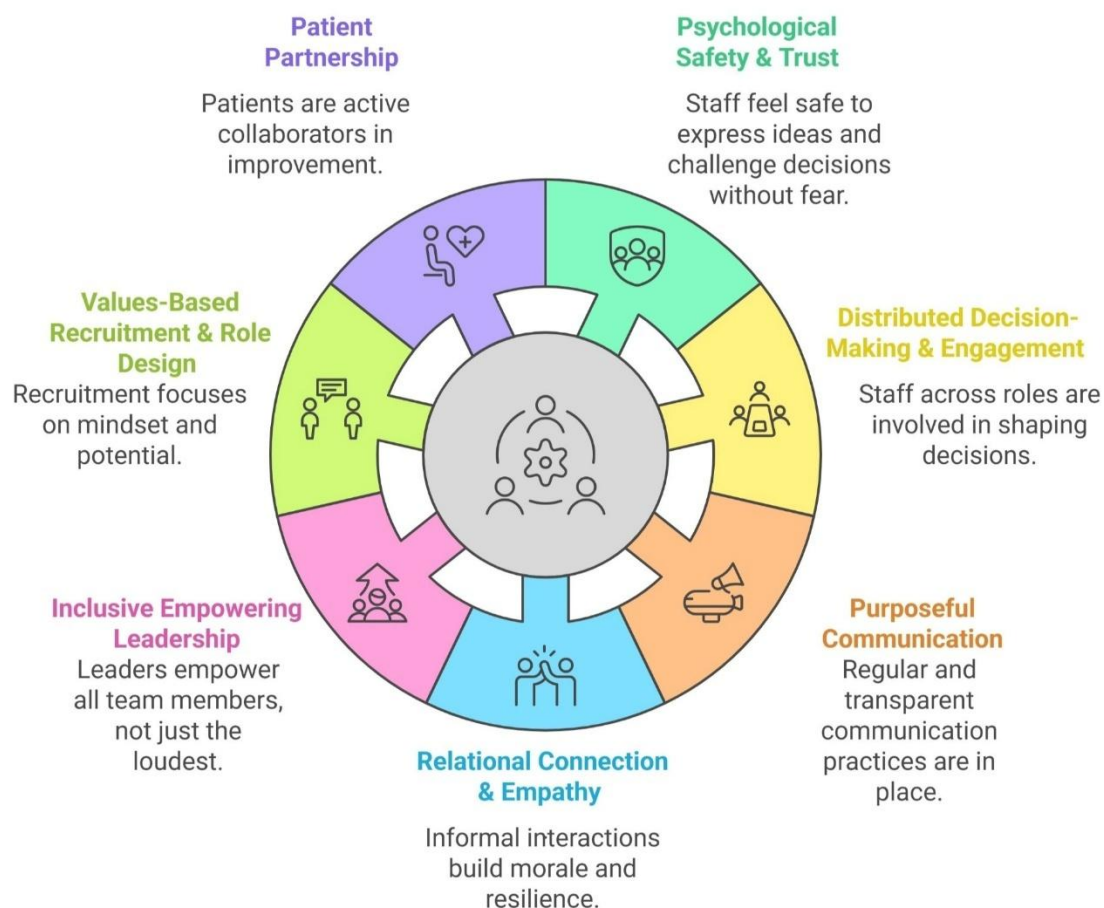 Patient
Partnership
Patients are active
collaborators in
improvement.
Psychological
Safety & Trust
Staff feel safe to
express ideas and
challenge decisions
without fear.
Values-Based
Recruitment & Role
Design
Recruitment focuses
on mindset and
potential.
Distributed Decision-
Making & Engagement
Staff across roles are
involved in shaping
decisions.
Inclusive Empowering
Leadership
Leaders empower
all team members,
not just the
loudest.
Purposeful
Communication
Regular and
transparent
communication
practices are in
place.
Relational Connection
& Empathy
Informal interactions
build morale and
resilience.